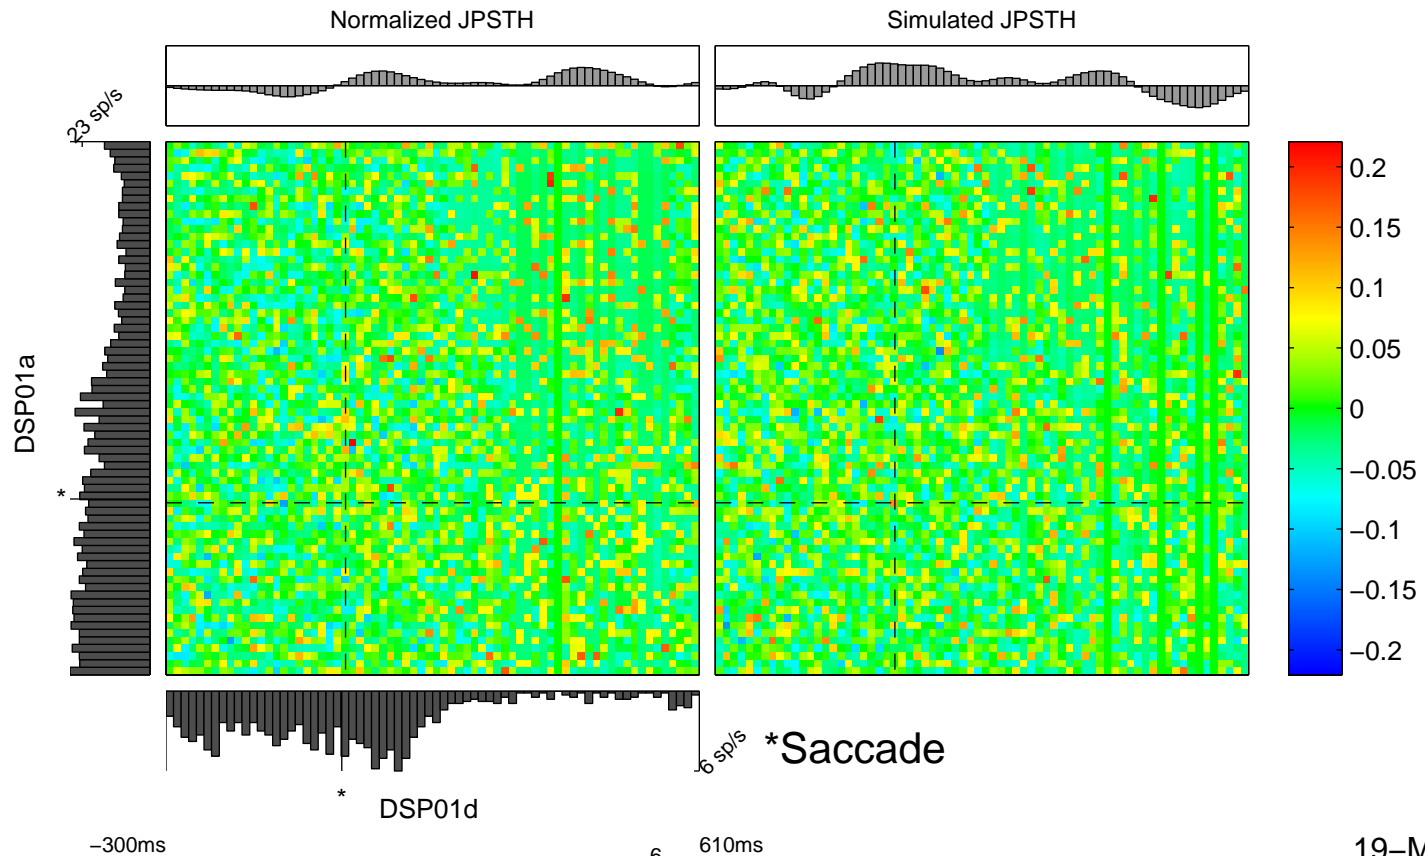 Normalized JPSTH
Simulated JPSTH
23 sp/s
DSP01a
*
0.2
0.15
0.1
0.05
0
−0.05
−0.1
−0.15
−0.2
6 sp/s
*Saccade
*
DSP01d
−300ms
6
610ms
19−M